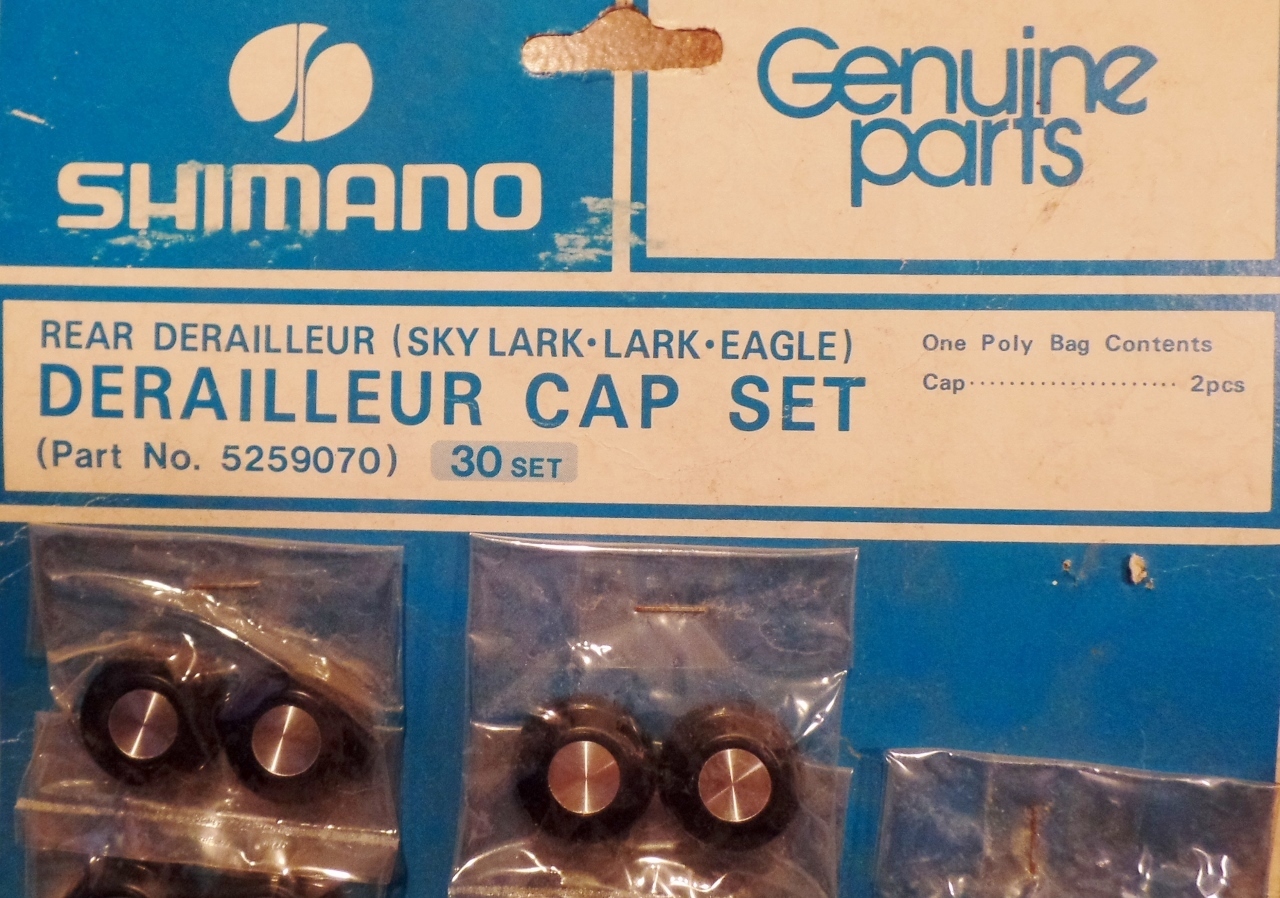 SHIMANO
Genuine
parts
REAR DERAILLEUR (SKY LARK•LARK•EAGLE)
DERAILLEUR CAP SET
(Part No. 5259070) 30 SET
One Poly Bag Contents
Cap····················· 2pcs